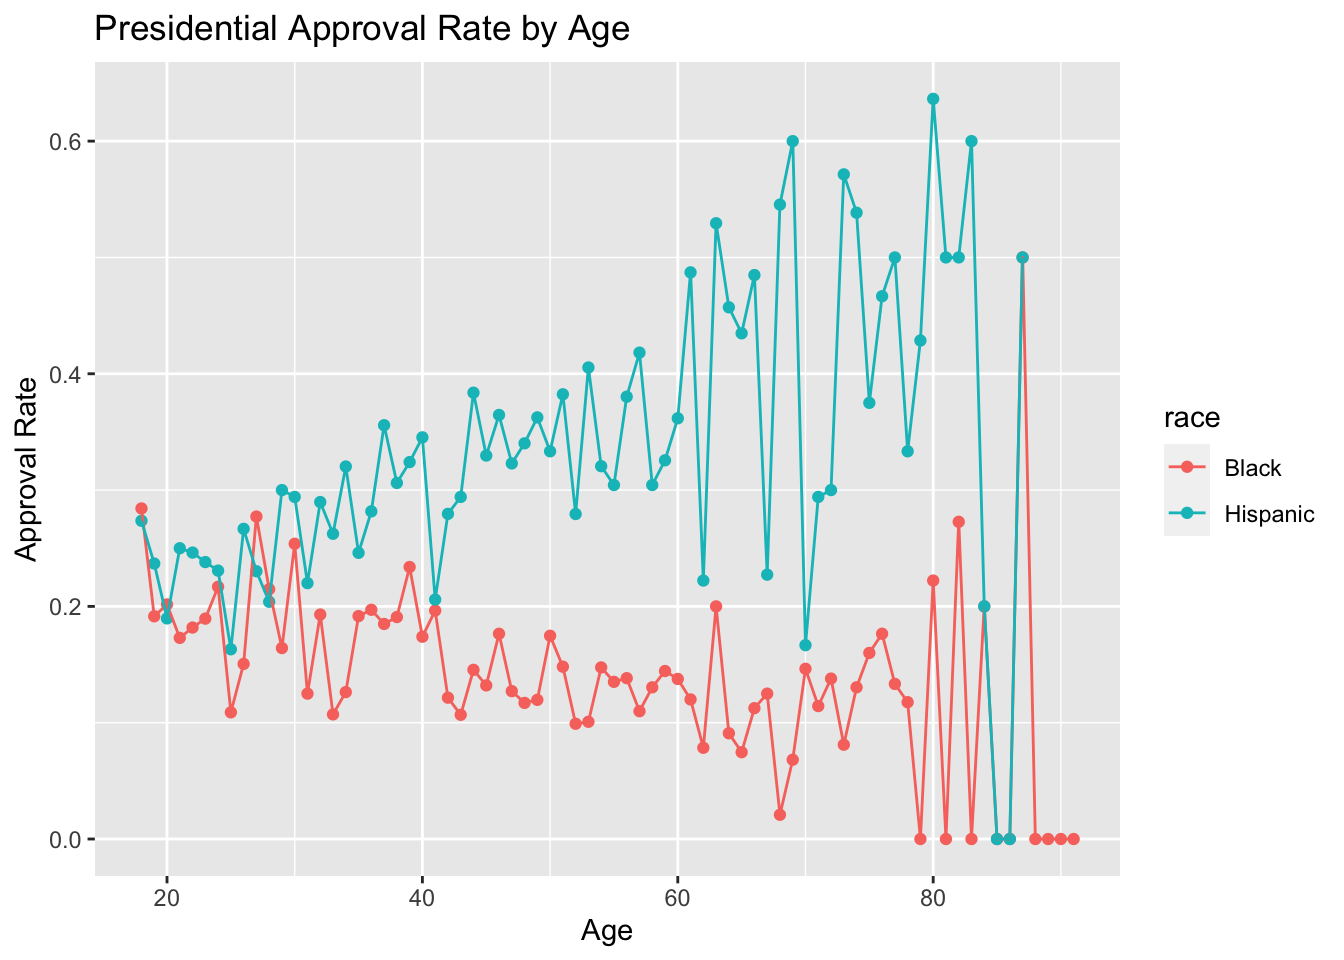 Presidential Approval Rate by Age
0.6
0.4
0.2
0.0
Approval Rate
20 40 60 80
Age
race
Black
Hispanic